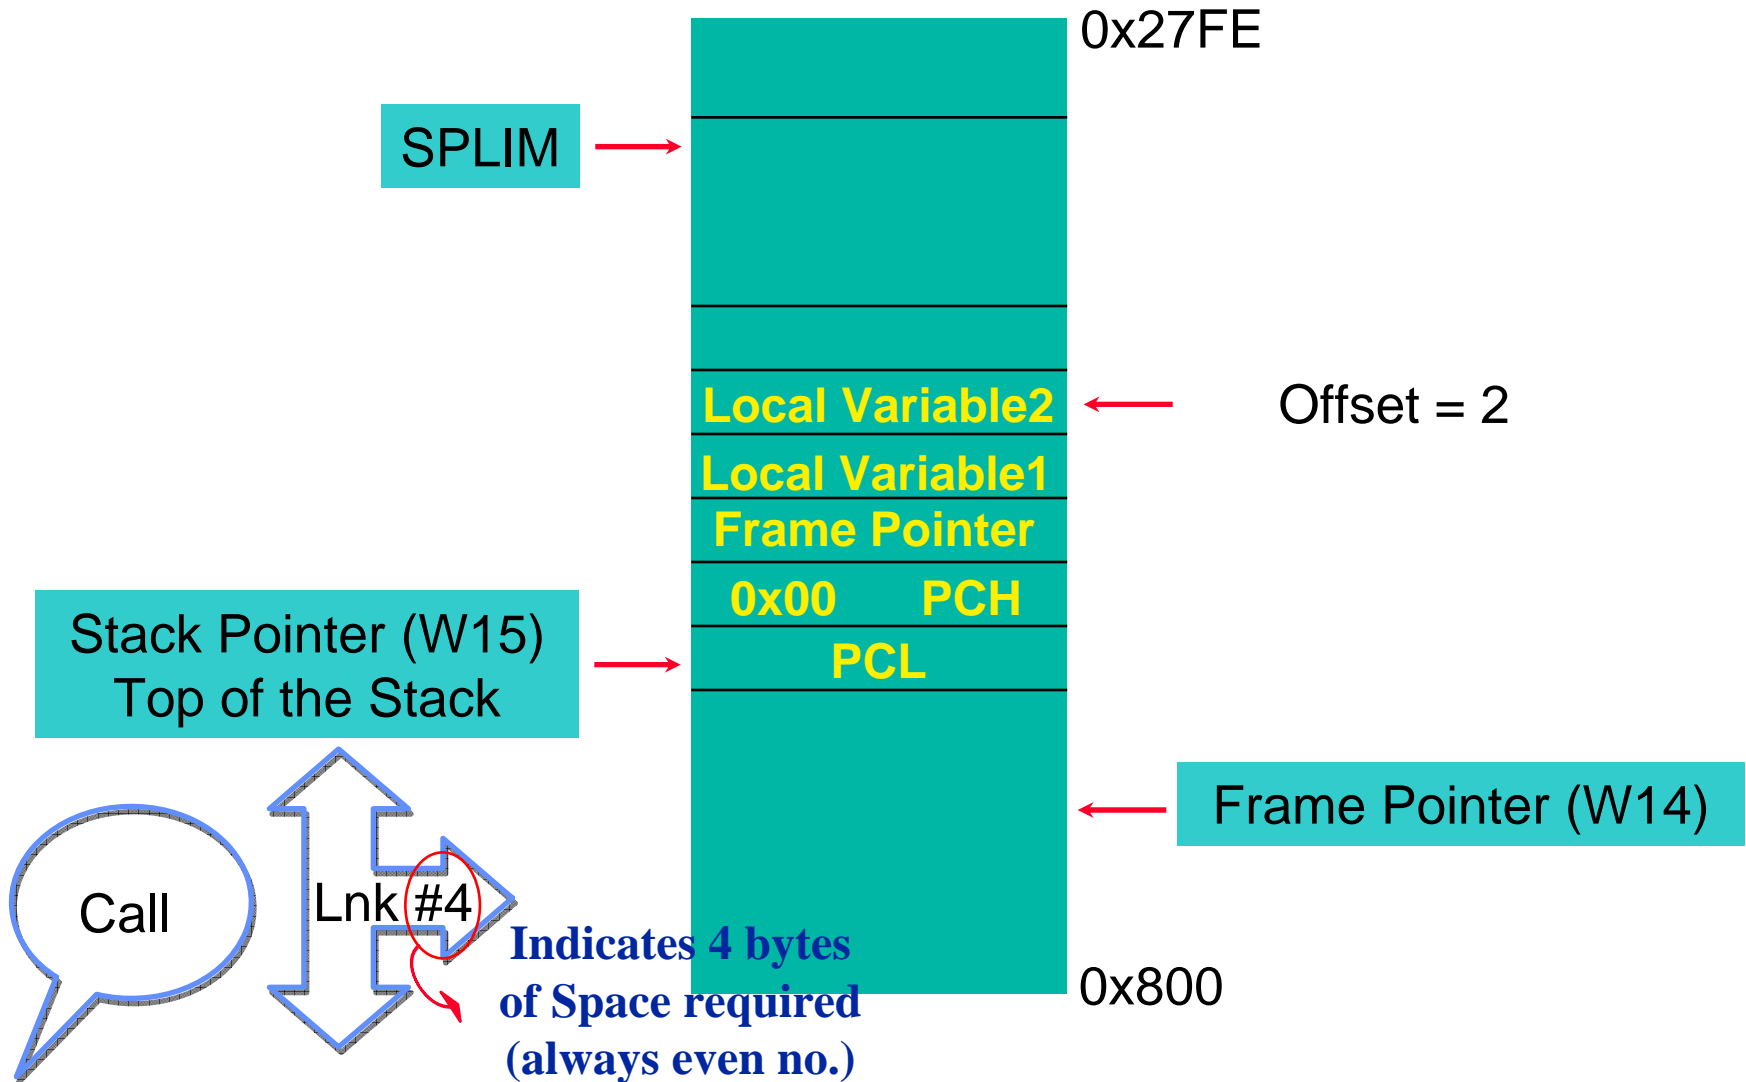 0x27FE
SPLIM
Local Variable2
Offset = 2
Local Variable1
Frame Pointer
0x00 PCH
Stack Pointer (W15)
Top of the Stack
PCL
Frame Pointer (W14)
Call
Lnk #4
Indicates 4 bytes
of Space required
(always even no.)
0x800